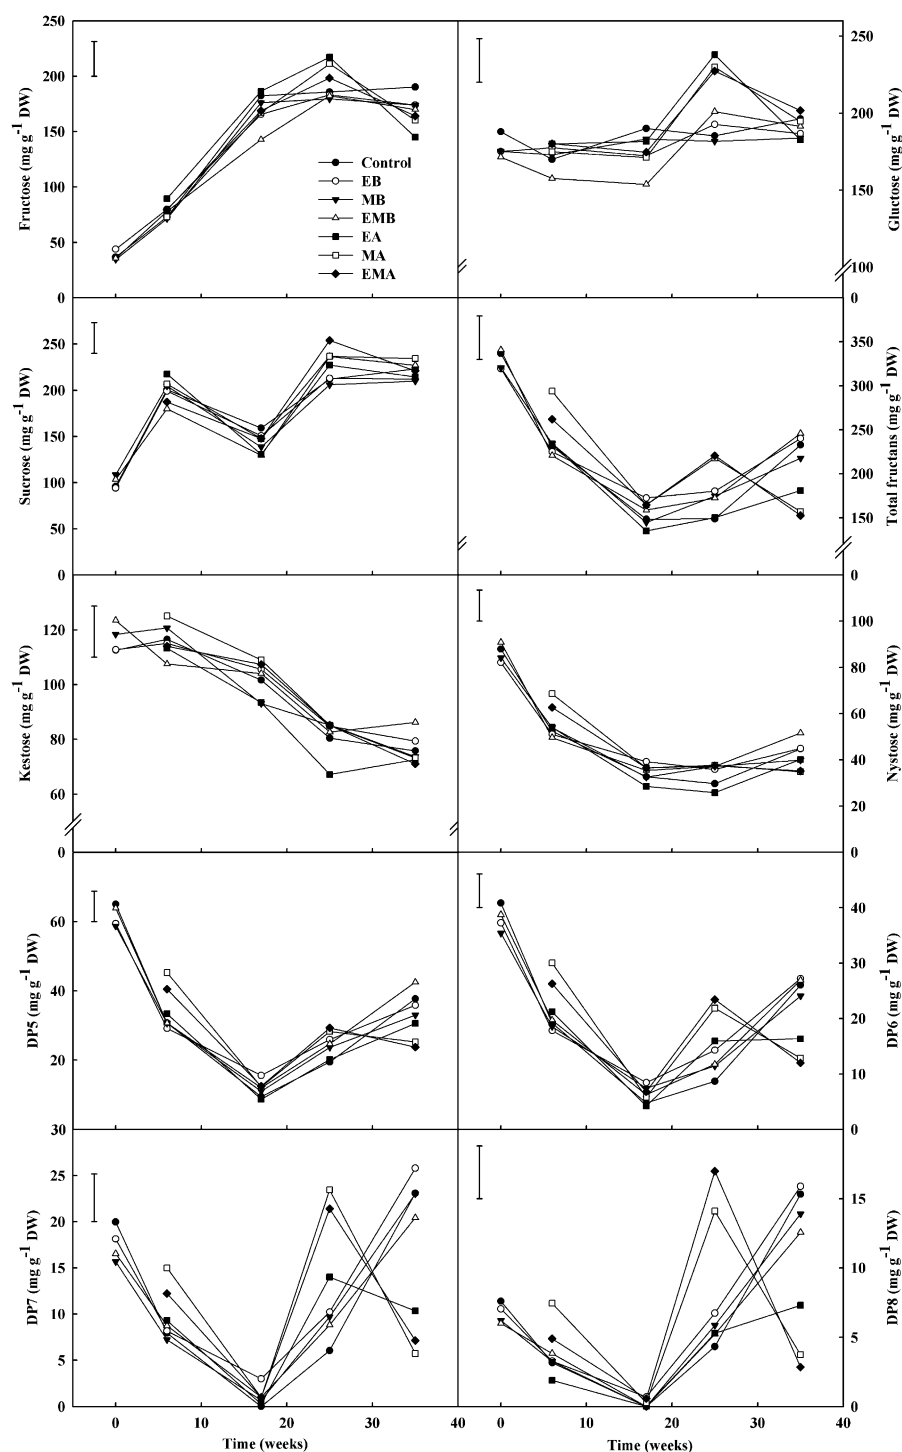 Fructose (mg g-1 DW)
250
200
150
100
50
0
Control
EB
MB
EMB
EA
MA
EMA
Gluctose (mg g-1 DW)
250
200
150
100
0
Sucrose (mg g-1 DW)
250
200
150
100
50
0
Total fructans (mg g-1 DW)
350
300
250
200
150
0
Kestose (mg g-1 DW)
120
100
80
60
0
Nystose (mg g-1 DW)
100
80
60
40
20
0
DP5 (mg g-1 DW)
60
40
20
DP6 (mg g-1 DW)
40
30
20
10
0
DP7 (mg g-1 DW)
30
25
20
15
10
5
0
DP8 (mg g-1 DW)
15
10
5
0
0 10 20 30 40
0 10 20 30 40
Time (weeks)
Time (weeks)